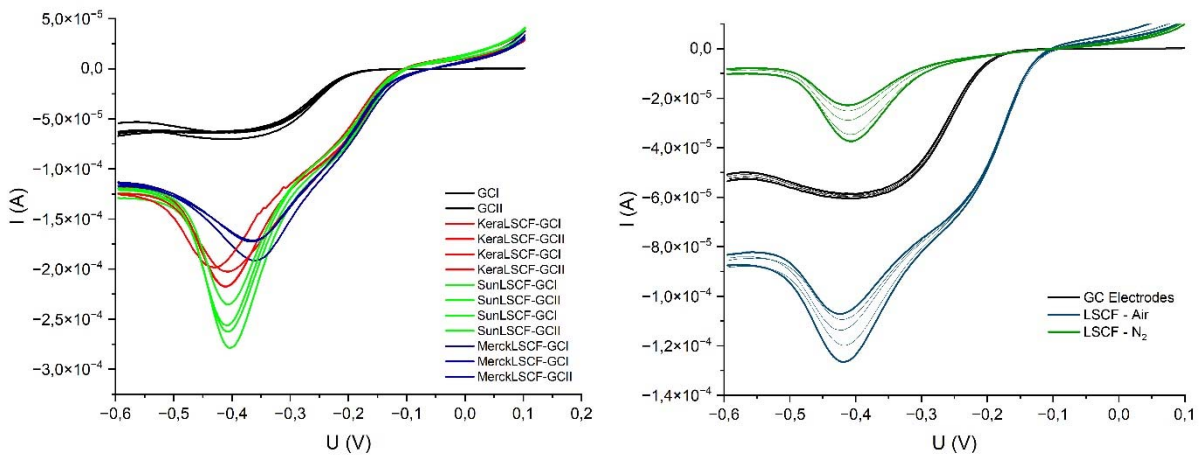 5,0×10⁻⁵
0,0
−5,0×10⁻⁵
−1,0×10⁻⁴
−1,5×10⁻⁴
−2,0×10⁻⁴
−2,5×10⁻⁴
−3,0×10⁻⁴
I (A)
GCI
GCII
KeraLSCF-GCI
KeraLSCF-GCII
KeraLSCF-GCI
KeraLSCF-GCII
SunLSCF-GCI
SunLSCF-GCII
SunLSCF-GCI
SunLSCF-GCII
MerckLSCF-GCI
MerckLSCF-GCI
MerckLSCF-GCII
−0,6 −0,5 −0,4 −0,3 −0,2 −0,1 0,0 0,1 0,2
U (V)
0,0
−2,0×10⁻⁵
−4,0×10⁻⁵
−6,0×10⁻⁵
−8,0×10⁻⁵
−1,0×10⁻⁴
−1,2×10⁻⁴
−1,4×10⁻⁴
I (A)
GC Electrodes
LSCF - Air
LSCF - N₂
−0,6 −0,5 −0,4 −0,3 −0,2 −0,1 0,0 0,1
U (V)